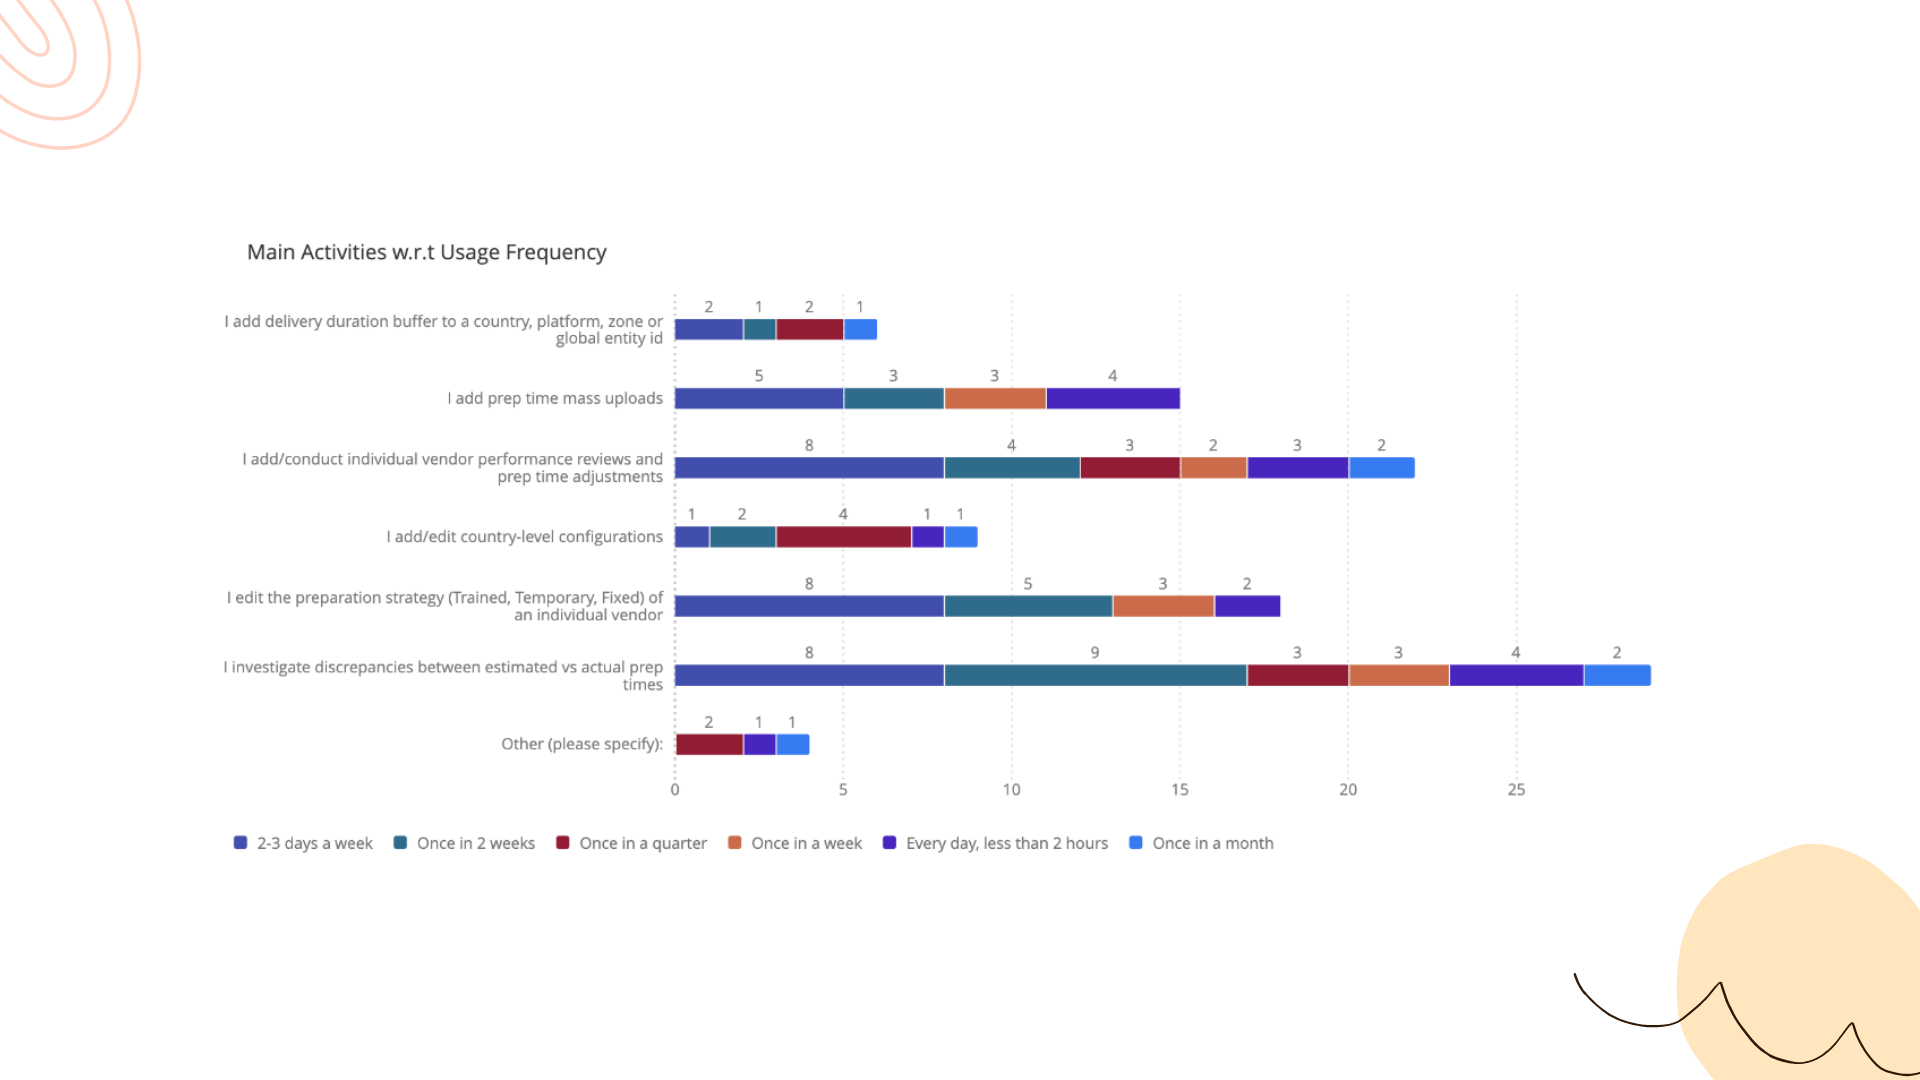 Main Activities w.r.t Usage Frequency
2 1 2 1
I add delivery duration buffer to a country, platform, zone or
global entity id
5 3 3 4
I add prep time mass uploads
8 4 3 2 3 2
I add/conduct individual vendor performance reviews and
prep time adjustments
1 2 4 1 1
I add/edit country-level configurations
8 5 3 2
I edit the preparation strategy (Trained, Temporary, Fixed) of
an individual vendor
8 9 3 3 4 2
I investigate discrepancies between estimated vs actual prep
times
2 1 1
Other (please specify):
0 5 10 15 20 25
2-3 days a week Once in 2 weeks Once in a quarter Once in a week Every day, less than 2 hours Once in a month